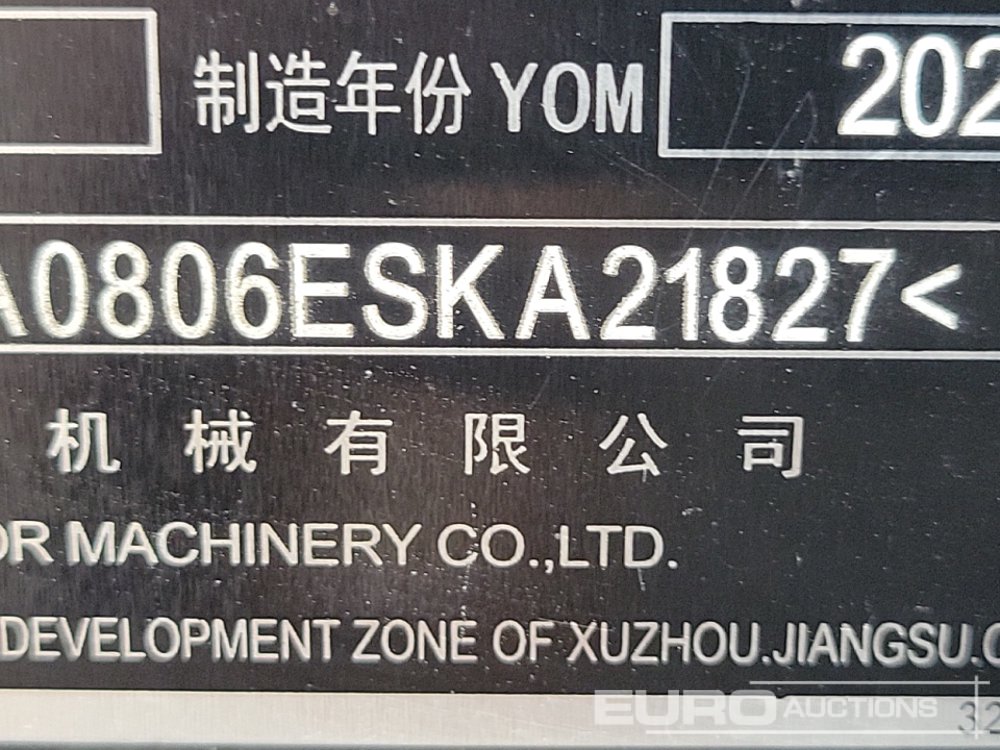 制造年份 YOM 202
A0806ESKA21827<
机械有限公司
OR MACHINERY CO.,LTD.
DEVELOPMENT ZONE OF XUZHOU.JIANGSU.C
EURO AUCTIONS
32